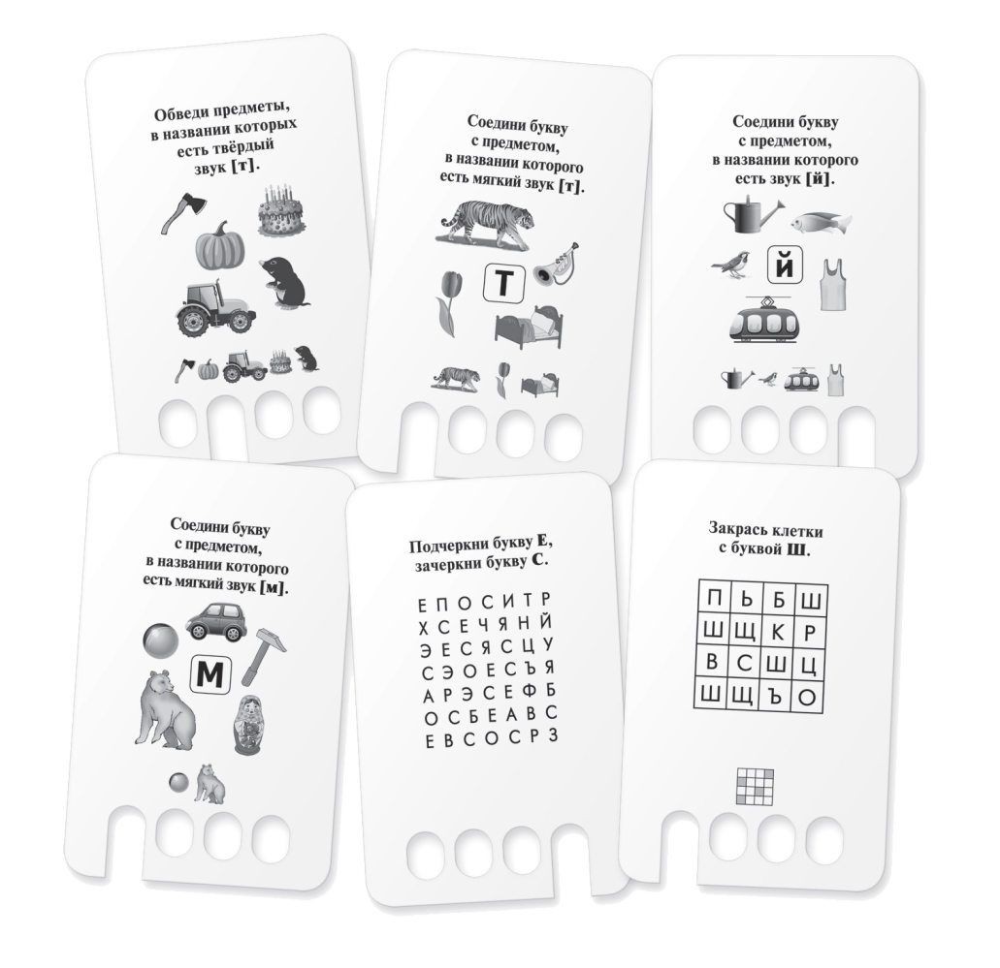 Обведи предметы,
в названии которых
есть твёрдый
звук [т].
Соедини букву
с предметом,
в названии которого
есть мягкий звук [т].
Т
Соедини букву
с предметом,
в названии которого
есть звук [й].
й
Соедини букву
с предметом,
в названии которого
есть мягкий звук [м].
М
Подчеркни букву Е,
зачеркни букву С.
Е П О С И Т Р
Х С Е Ч Я Н Й
Э Е С Я С Ц У
С Э О Е С Ъ Я
А Р Э С Е Ф Б
О С Б Е А В С
Е В С О С Р З
Закрась клетки
с буквой Ш.
П Ь Б Ш
Ш Щ К Р
В С Ш Ц
Ш Щ Ъ О